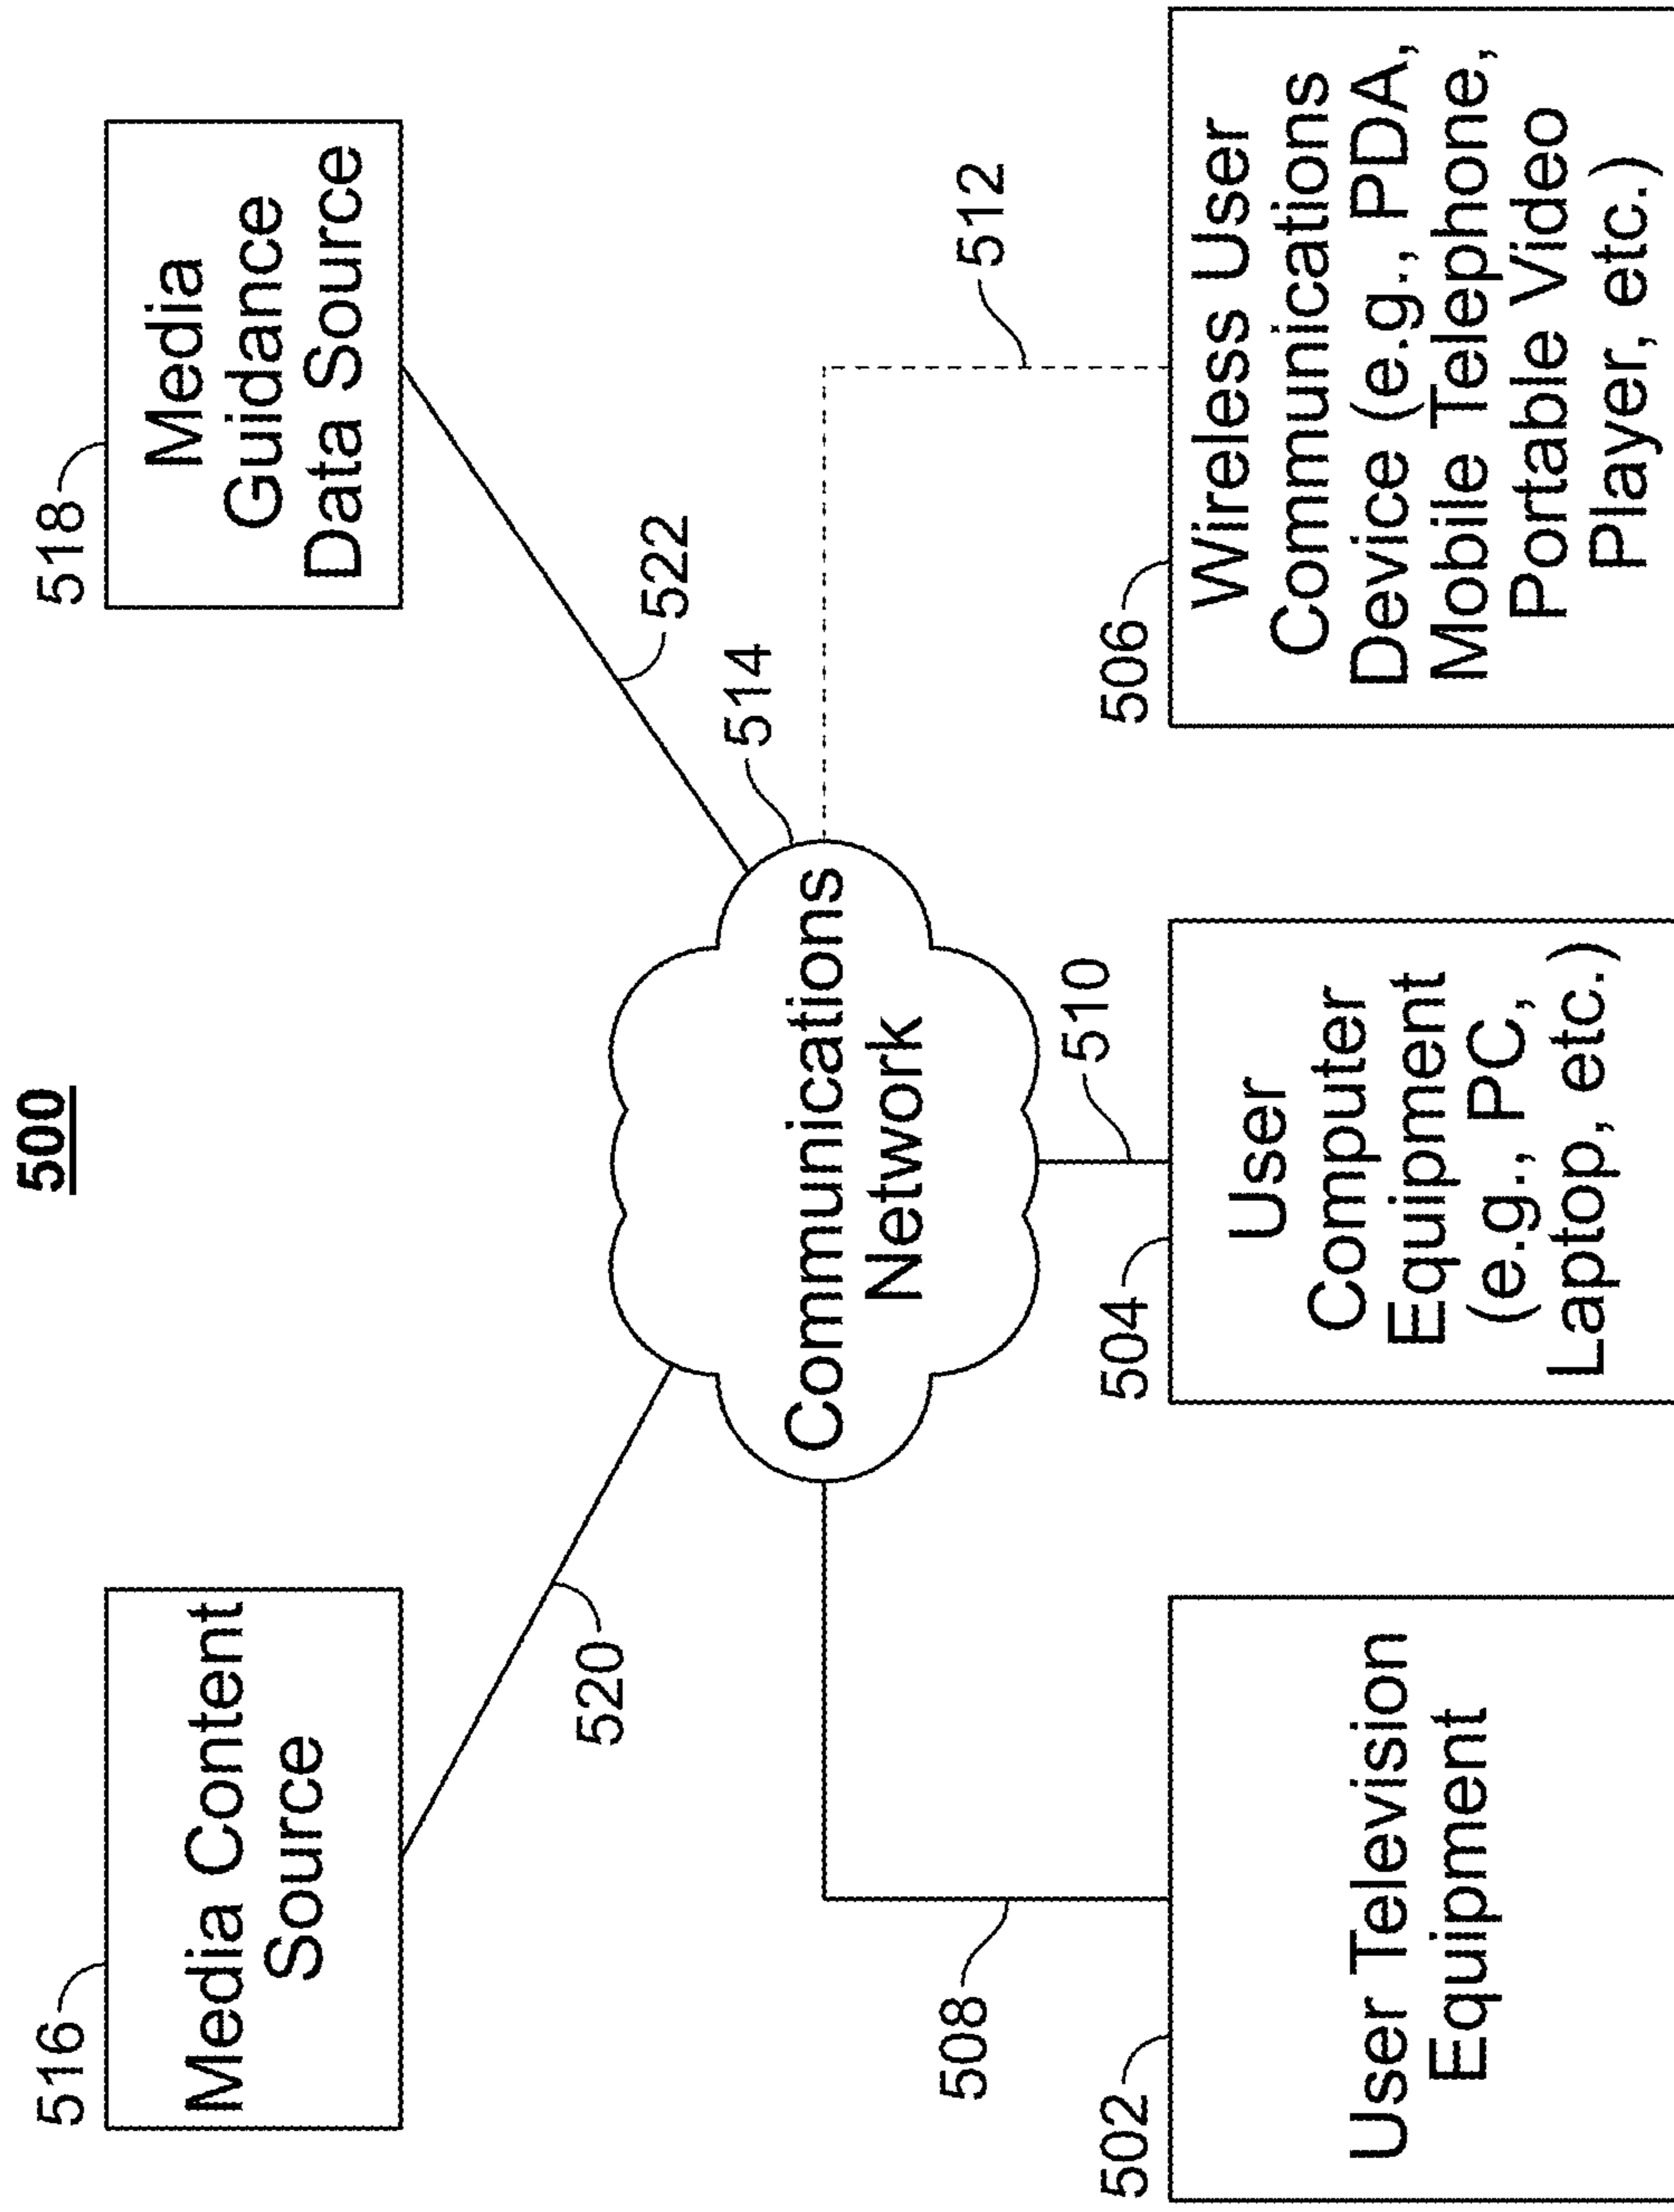 500
516
Media Content
Source
518
Media
Guidance
Data Source
520
522
514
Communications
Network
508
510
512
502
User Television
Equipment
504
User
Computer
Equipment
(e.g., PC,
Laptop, etc.)
506
Wireless User
Communications
Device (e.g., PDA,
Mobile Telephone,
Portable Video
Player, etc.)